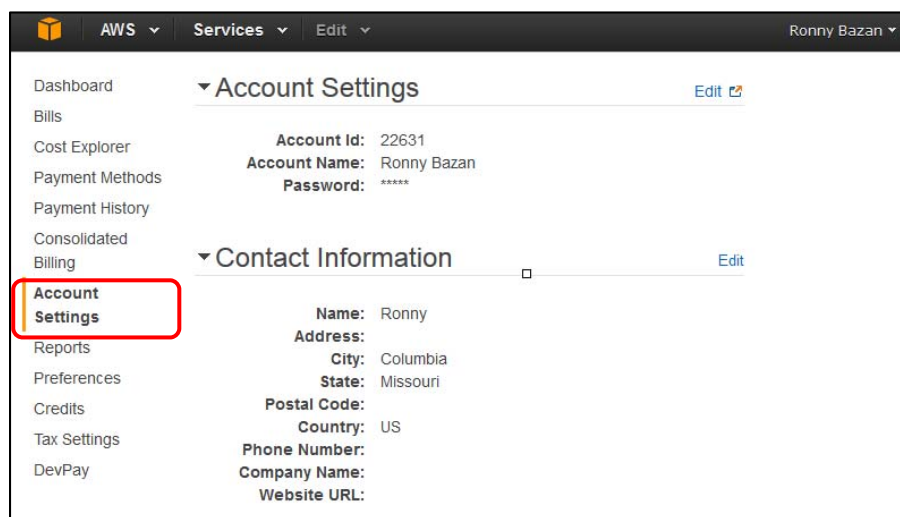 AWS Services Edit Ronny Bazan
Dashboard
Bills
Cost Explorer
Payment Methods
Payment History
Consolidated
Billing
Account
Settings
Reports
Preferences
Credits
Tax Settings
DevPay
Account Settings Edit
Account Id: 22631
Account Name: Ronny Bazan
Password: *****
Contact Information Edit
Name: Ronny
Address:
City: Columbia
State: Missouri
Postal Code:
Country: US
Phone Number:
Company Name:
Website URL: